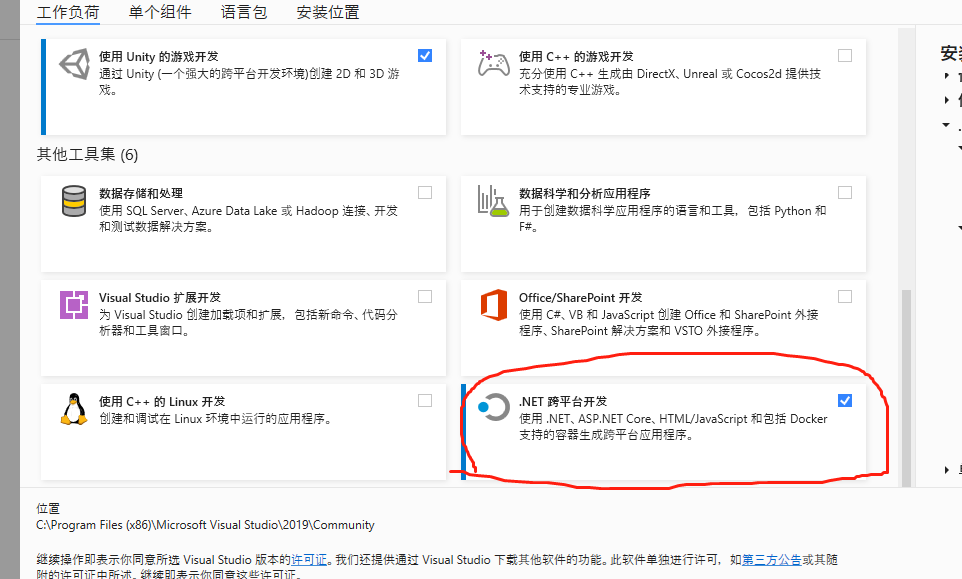 工作负荷 单个组件 语言包 安装位置
使用 Unity 的游戏开发
通过 Unity (一个强大的跨平台开发环境)创建 2D 和 3D 游
戏。
使用 C++ 的游戏开发
充分使用 C++ 生成由 DirectX、Unreal 或 Cocos2d 提供技
术支持的专业游戏。
其他工具集 (6)
数据存储和处理
使用 SQL Server、Azure Data Lake 或 Hadoop 连接、开发
和测试数据解决方案。
数据科学和分析应用程序
用于创建数据科学应用程序的语言和工具，包括 Python 和
F#。
Visual Studio 扩展开发
为 Visual Studio 创建加载项和扩展，包括新命令、代码分
析器和工具窗口。
Office/SharePoint 开发
使用 C#、VB 和 JavaScript 创建 Office 和 SharePoint 外接
程序、SharePoint 解决方案和 VSTO 外接程序。
使用 C++ 的 Linux 开发
创建和调试在 Linux 环境中运行的应用程序。
.NET 跨平台开发
使用 .NET、ASP.NET Core、HTML/JavaScript 和包括 Docker
支持的容器生成跨平台应用程序。
安
位置
C:\Program Files (x86)\Microsoft Visual Studio\2019\Community
继续操作即表示你同意所选 Visual Studio 版本的许可证。我们还提供通过 Visual Studio 下载其他软件的功能。此软件单独进行许可，如第三方公告或其随
附的许可证中所述。继续即表示你同意这些许可证。